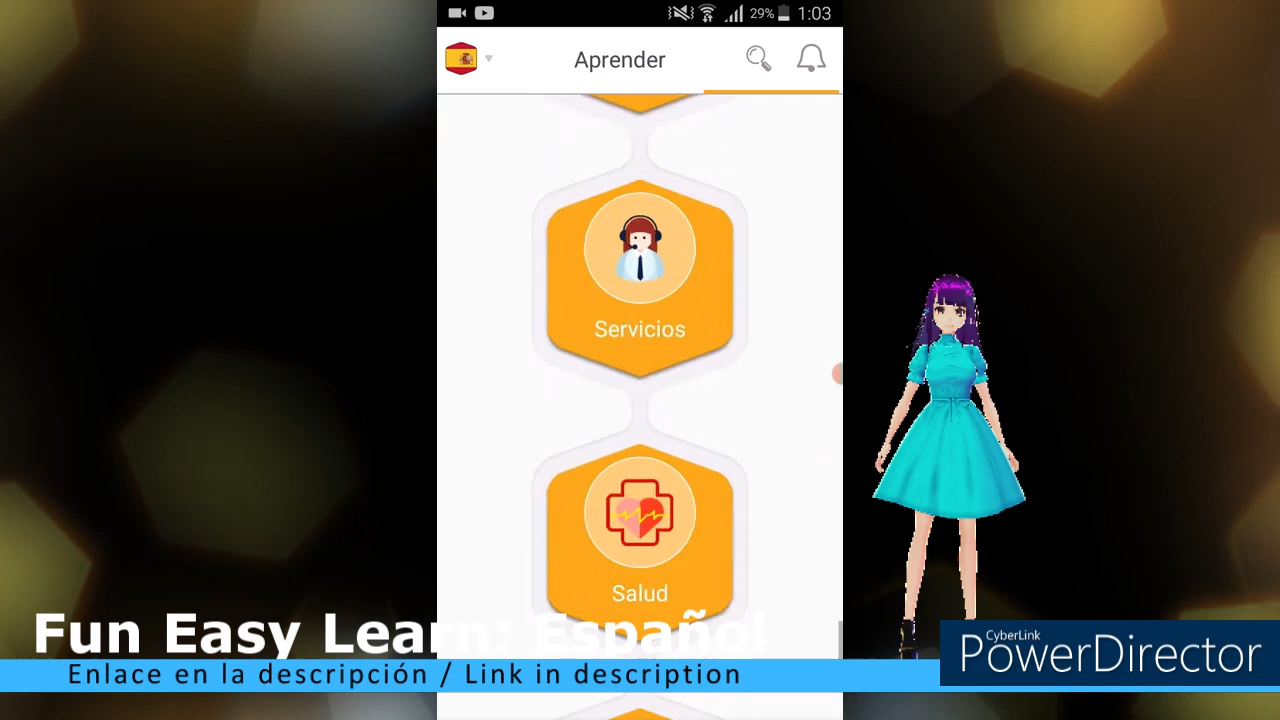 29% 1:03
Aprender
Servicios
Salud
Fun Easy Learn: Español
Enlace en la descripción / Link in description
CyberLink
PowerDirector